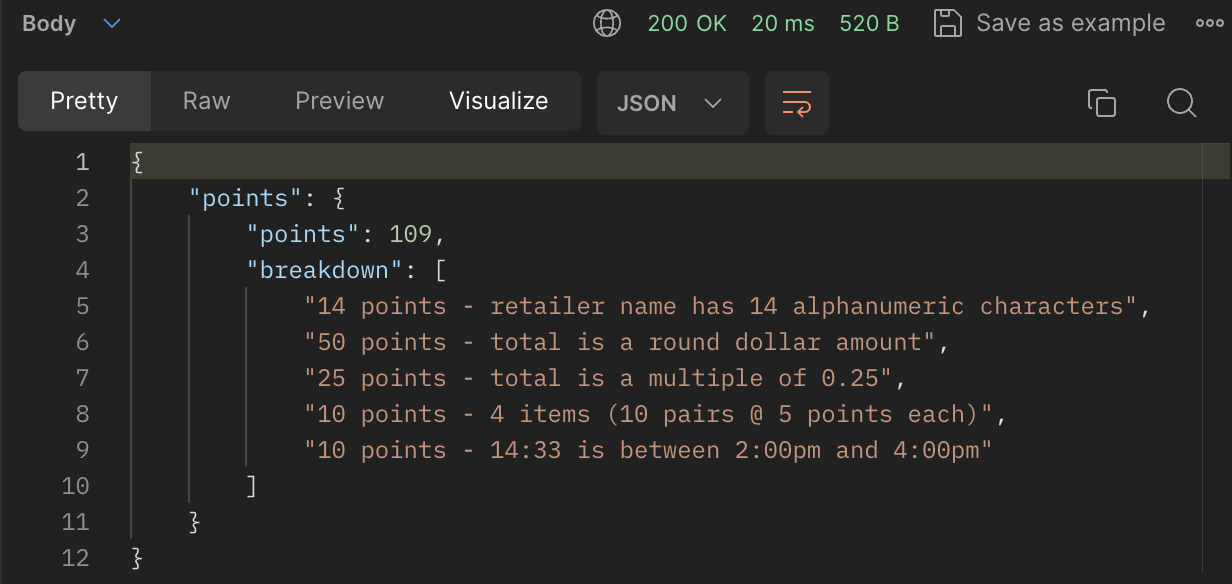 Body 200 OK 20 ms 520 B Save as example
Pretty Raw Preview Visualize JSON
1 {
2 "points": {
3 "points": 109,
4 "breakdown": [
5 "14 points - retailer name has 14 alphanumeric characters",
6 "50 points - total is a round dollar amount",
7 "25 points - total is a multiple of 0.25",
8 "10 points - 4 items (10 pairs @ 5 points each)",
9 "10 points - 14:33 is between 2:00pm and 4:00pm"
10 ]
11 }
12 }